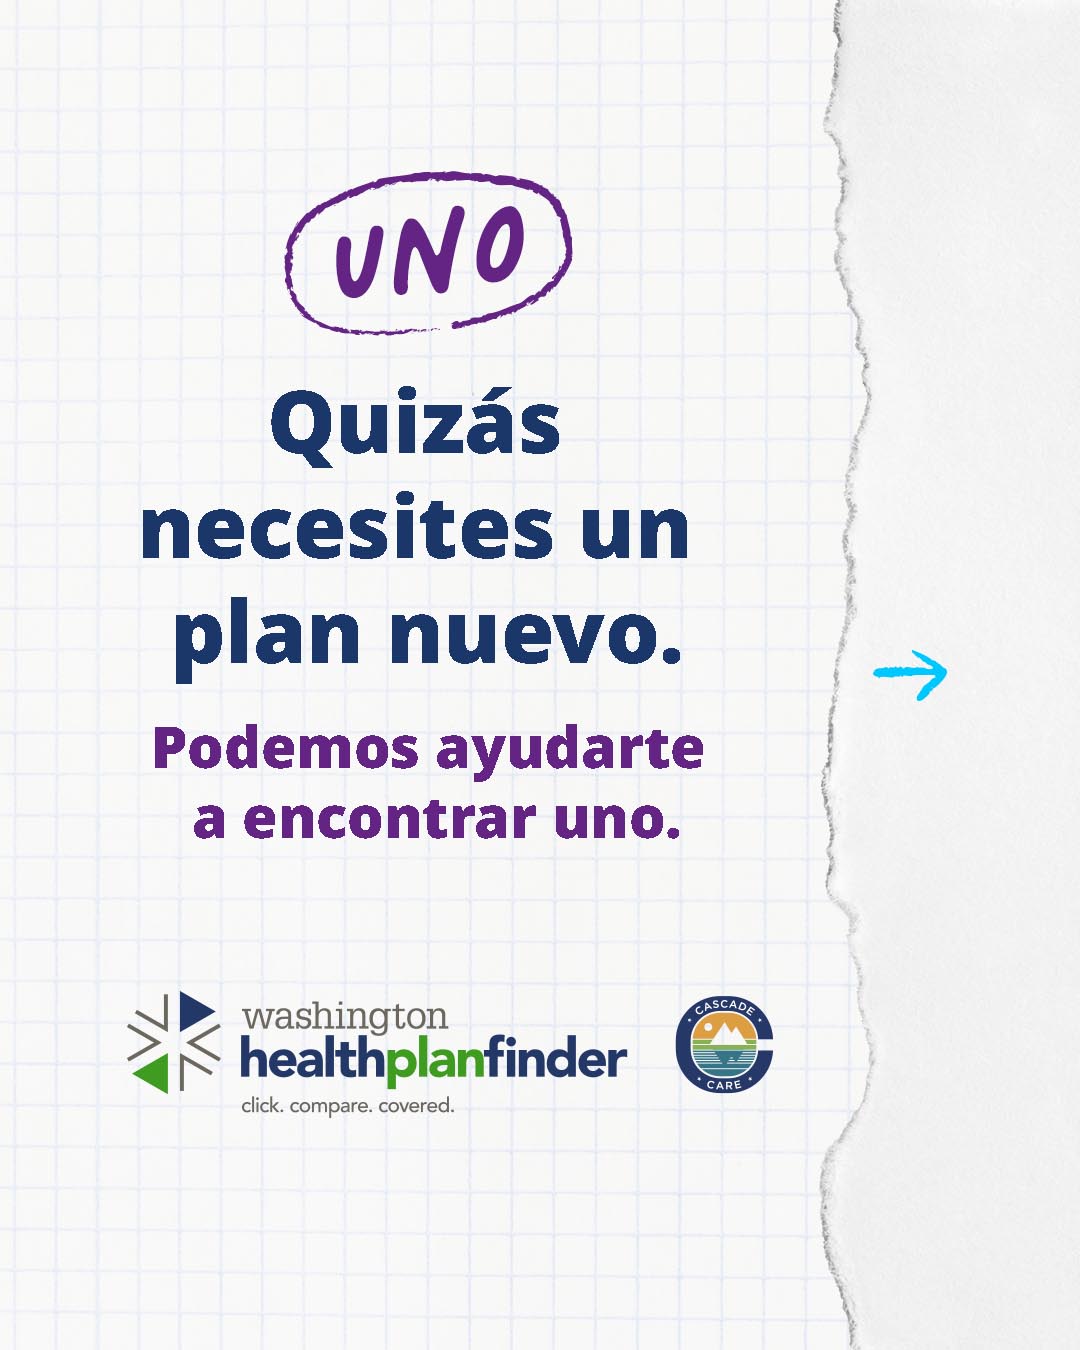 UNO
Quizás
necesites un
plan nuevo.
Podemos ayudarte
a encontrar uno.
washington
healthplanfinder
click. compare. covered.
CASCADE
CARE